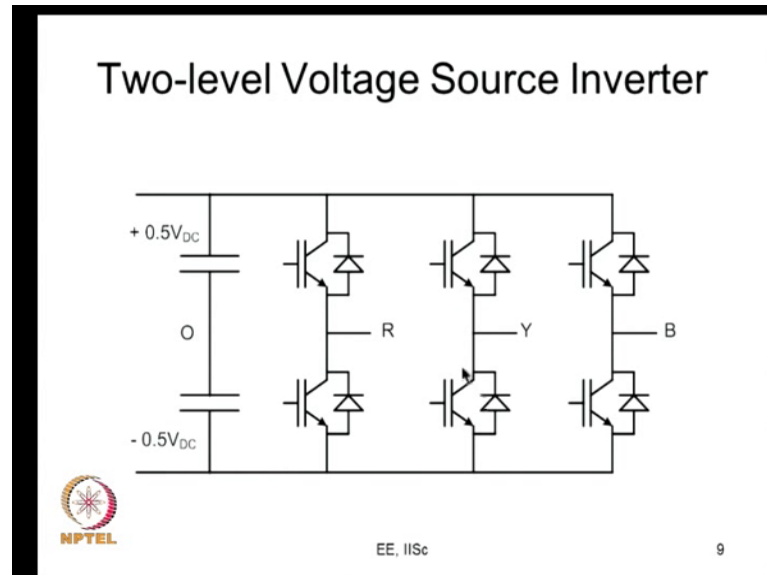 Two-level Voltage Source Inverter
+ 0.5VDC
O
R
Y
B
- 0.5VDC
NPTEL
EE, IISc
9